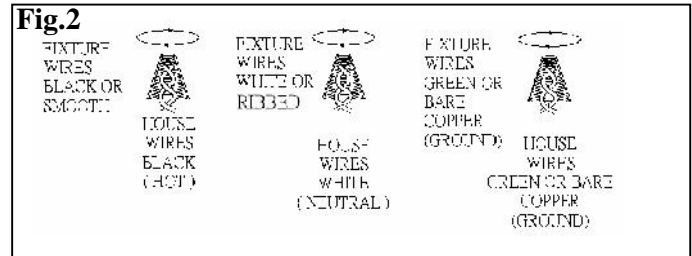 Fig.2
FIXTURE
WIRES
BLACK OR
SMOOTH
HOUSE
WIRES
BLACK
(HOT)
FIXTURE
WIRES
WHITE OR
RIBBED
HOUSE
WIRES
WHITE
(NEUTRAL)
FIXTURE
WIRES
GREEN OR
BARE
COPPER
(GROUND)
HOUSE
WIRES
GREEN OR BARE
COPPER
(GROUND)